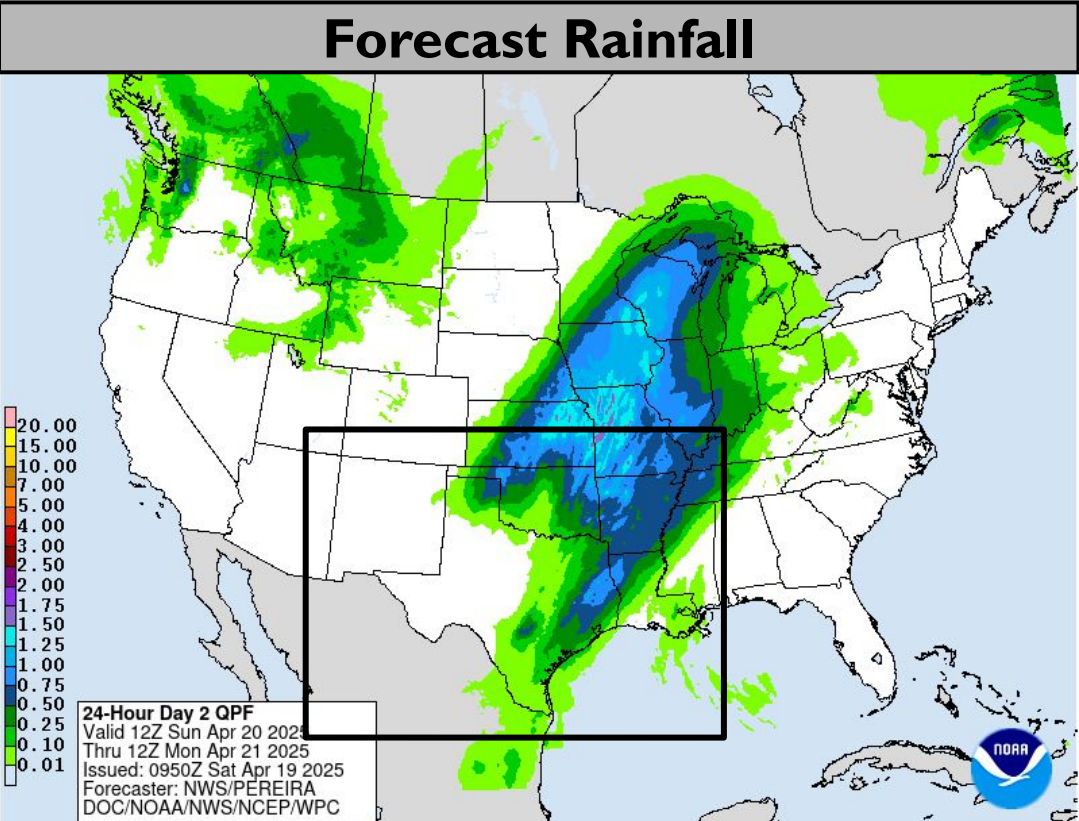 Forecast Rainfall
20.00
15.00
10.00
7.00
5.00
4.00
3.00
2.50
2.00
1.75
1.50
1.25
1.00
0.75
0.50
0.25
0.10
0.01
24-Hour Day 2 QPF
Valid 12Z Sun Apr 20 2025
Thru 12Z Mon Apr 21 2025
Issued: 0950Z Sat Apr 19 2025
Forecaster: NWS/PEREIRA
DOC/NOAA/NWS/NCEP/WPC
NOAA